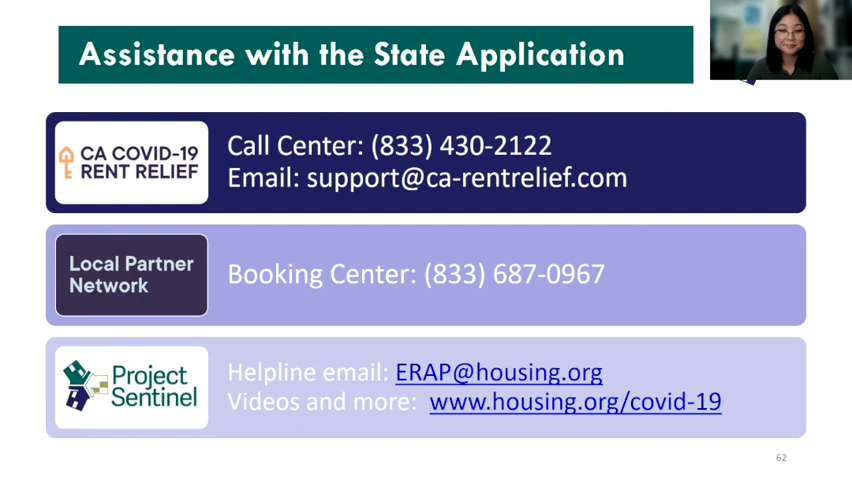 Assistance with the State Application
CA COVID-19
RENT RELIEF
Call Center: (833) 430-2122
Email: support@ca-rentrelief.com
Local Partner
Network
Booking Center: (833) 687-0967
Project
Sentinel
Helpline email: ERAP@housing.org
Videos and more: www.housing.org/covid-19
62